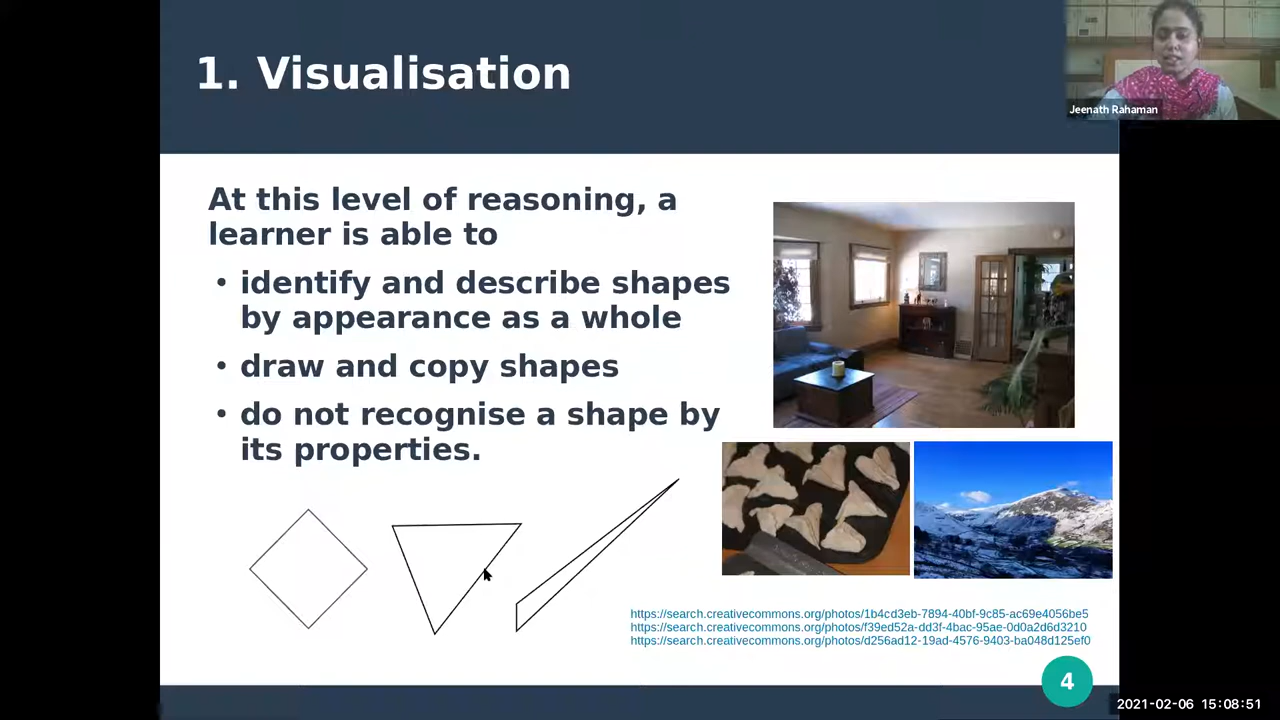 1. Visualisation
Jeenath Rahaman
At this level of reasoning, a
learner is able to
• identify and describe shapes
by appearance as a whole
• draw and copy shapes
• do not recognise a shape by
its properties.
https://search.creativecommons.org/photos/1b4cd3eb-7894-40bf-9c85-ac69e4056be5
https://search.creativecommons.org/photos/f39ed52a-dd3f-4bac-95ae-0d0a2d6d3210
https://search.creativecommons.org/photos/d256ad12-19ad-4576-9403-ba048d125ef0
4
2021-02-06 15:08:51